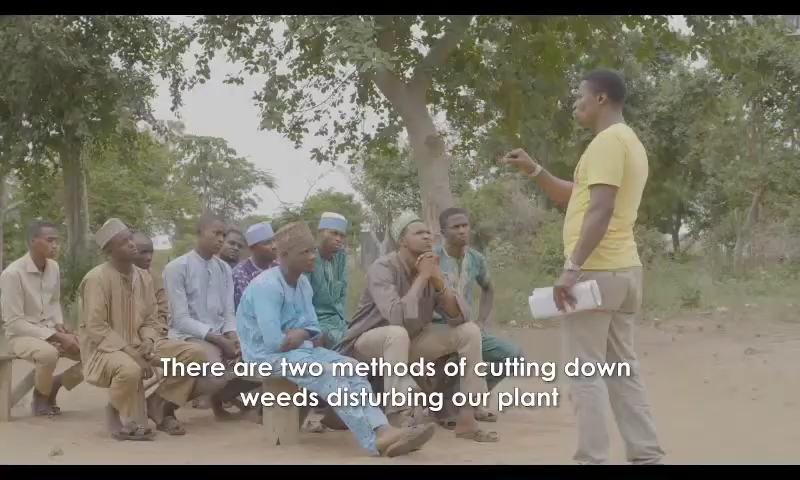 There are two methods of cutting down
weeds disturbing our plant